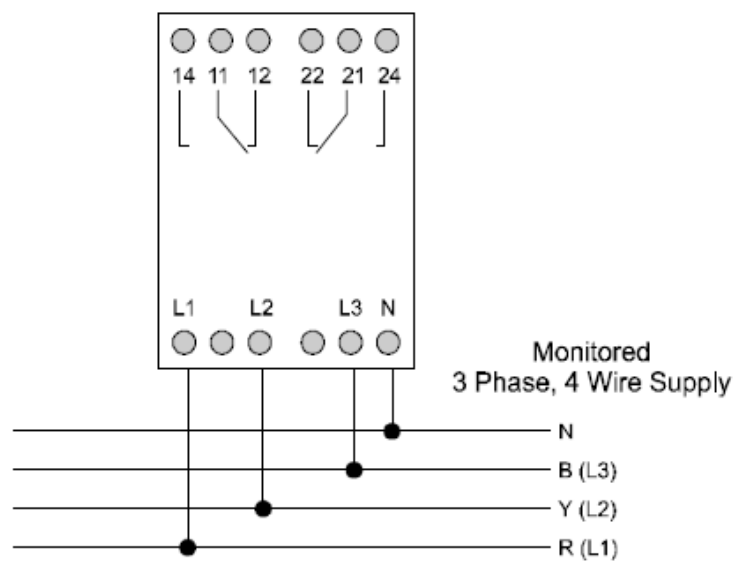 14 11 12 22 21 24
L1 L2 L3 N
Monitored
3 Phase, 4 Wire Supply
N
B (L3)
Y (L2)
R (L1)